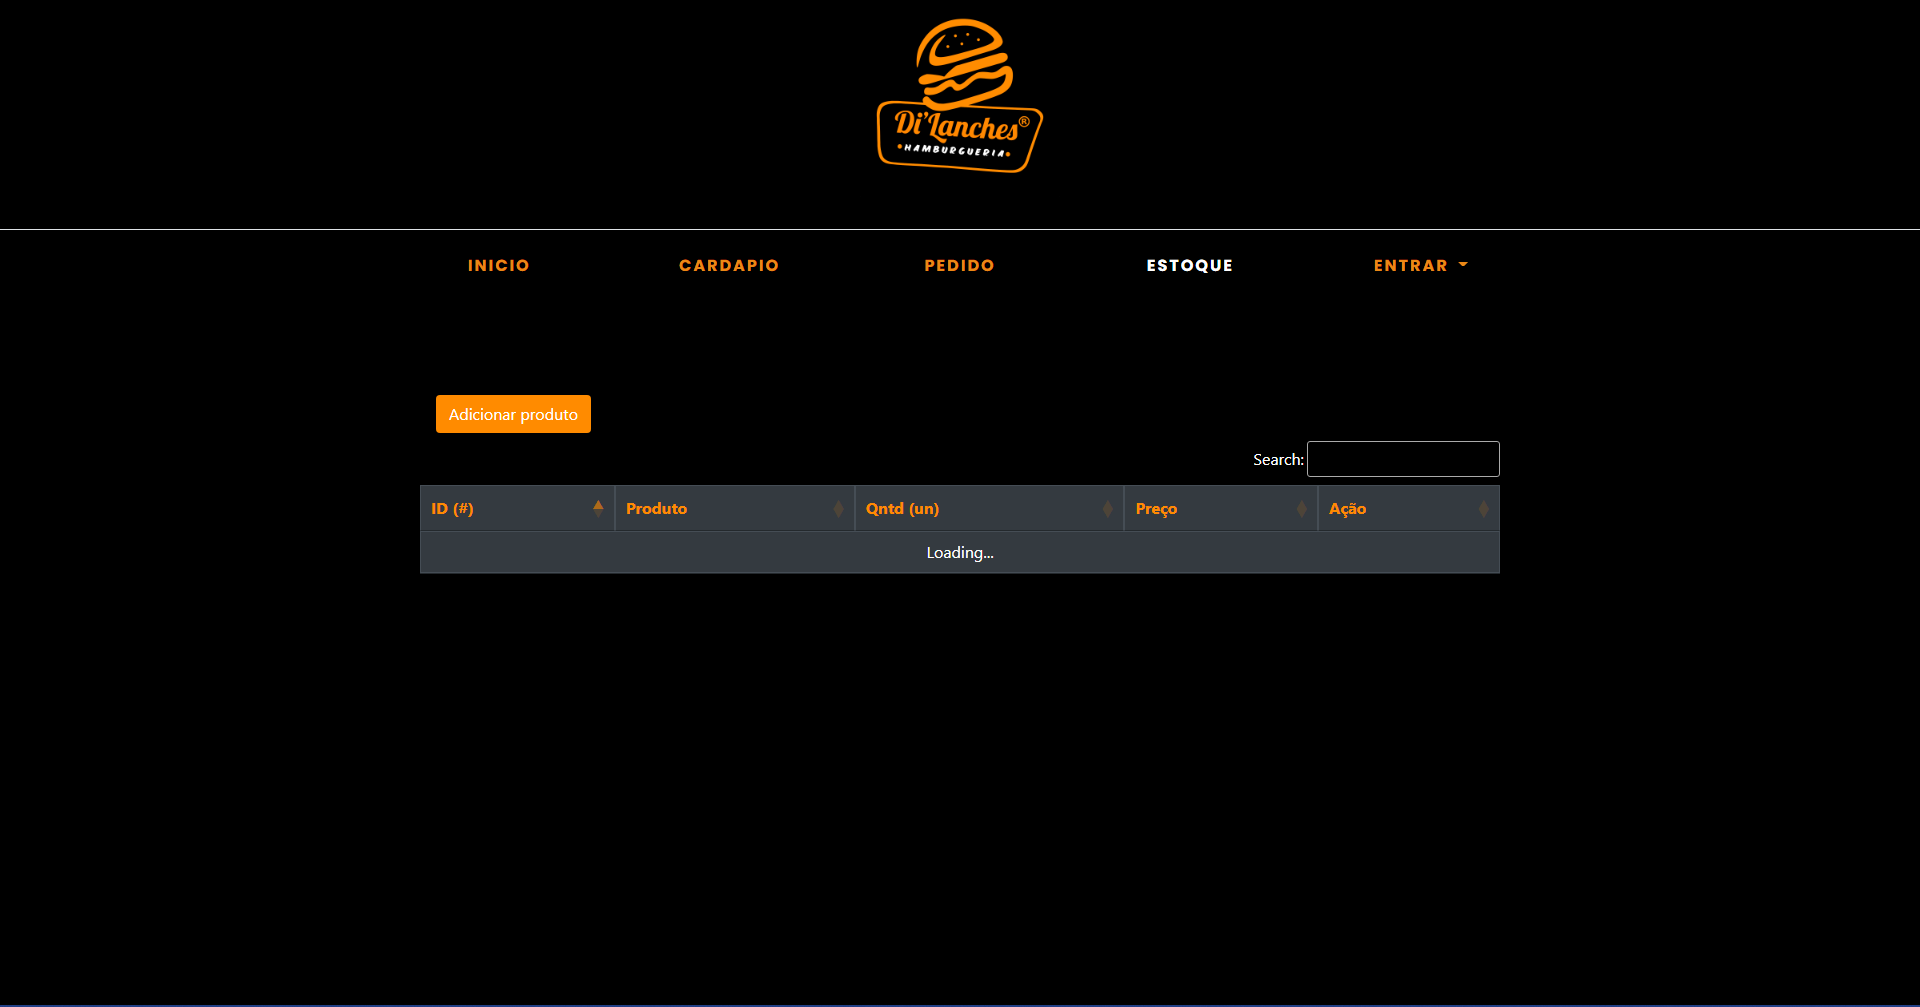 Di'Lanches®
•HAMBURGUERIA•
INICIO CARDAPIO PEDIDO ESTOQUE ENTRAR
Adicionar produto
Search:
ID (#) Produto Qntd (un) Preço Ação
Loading...